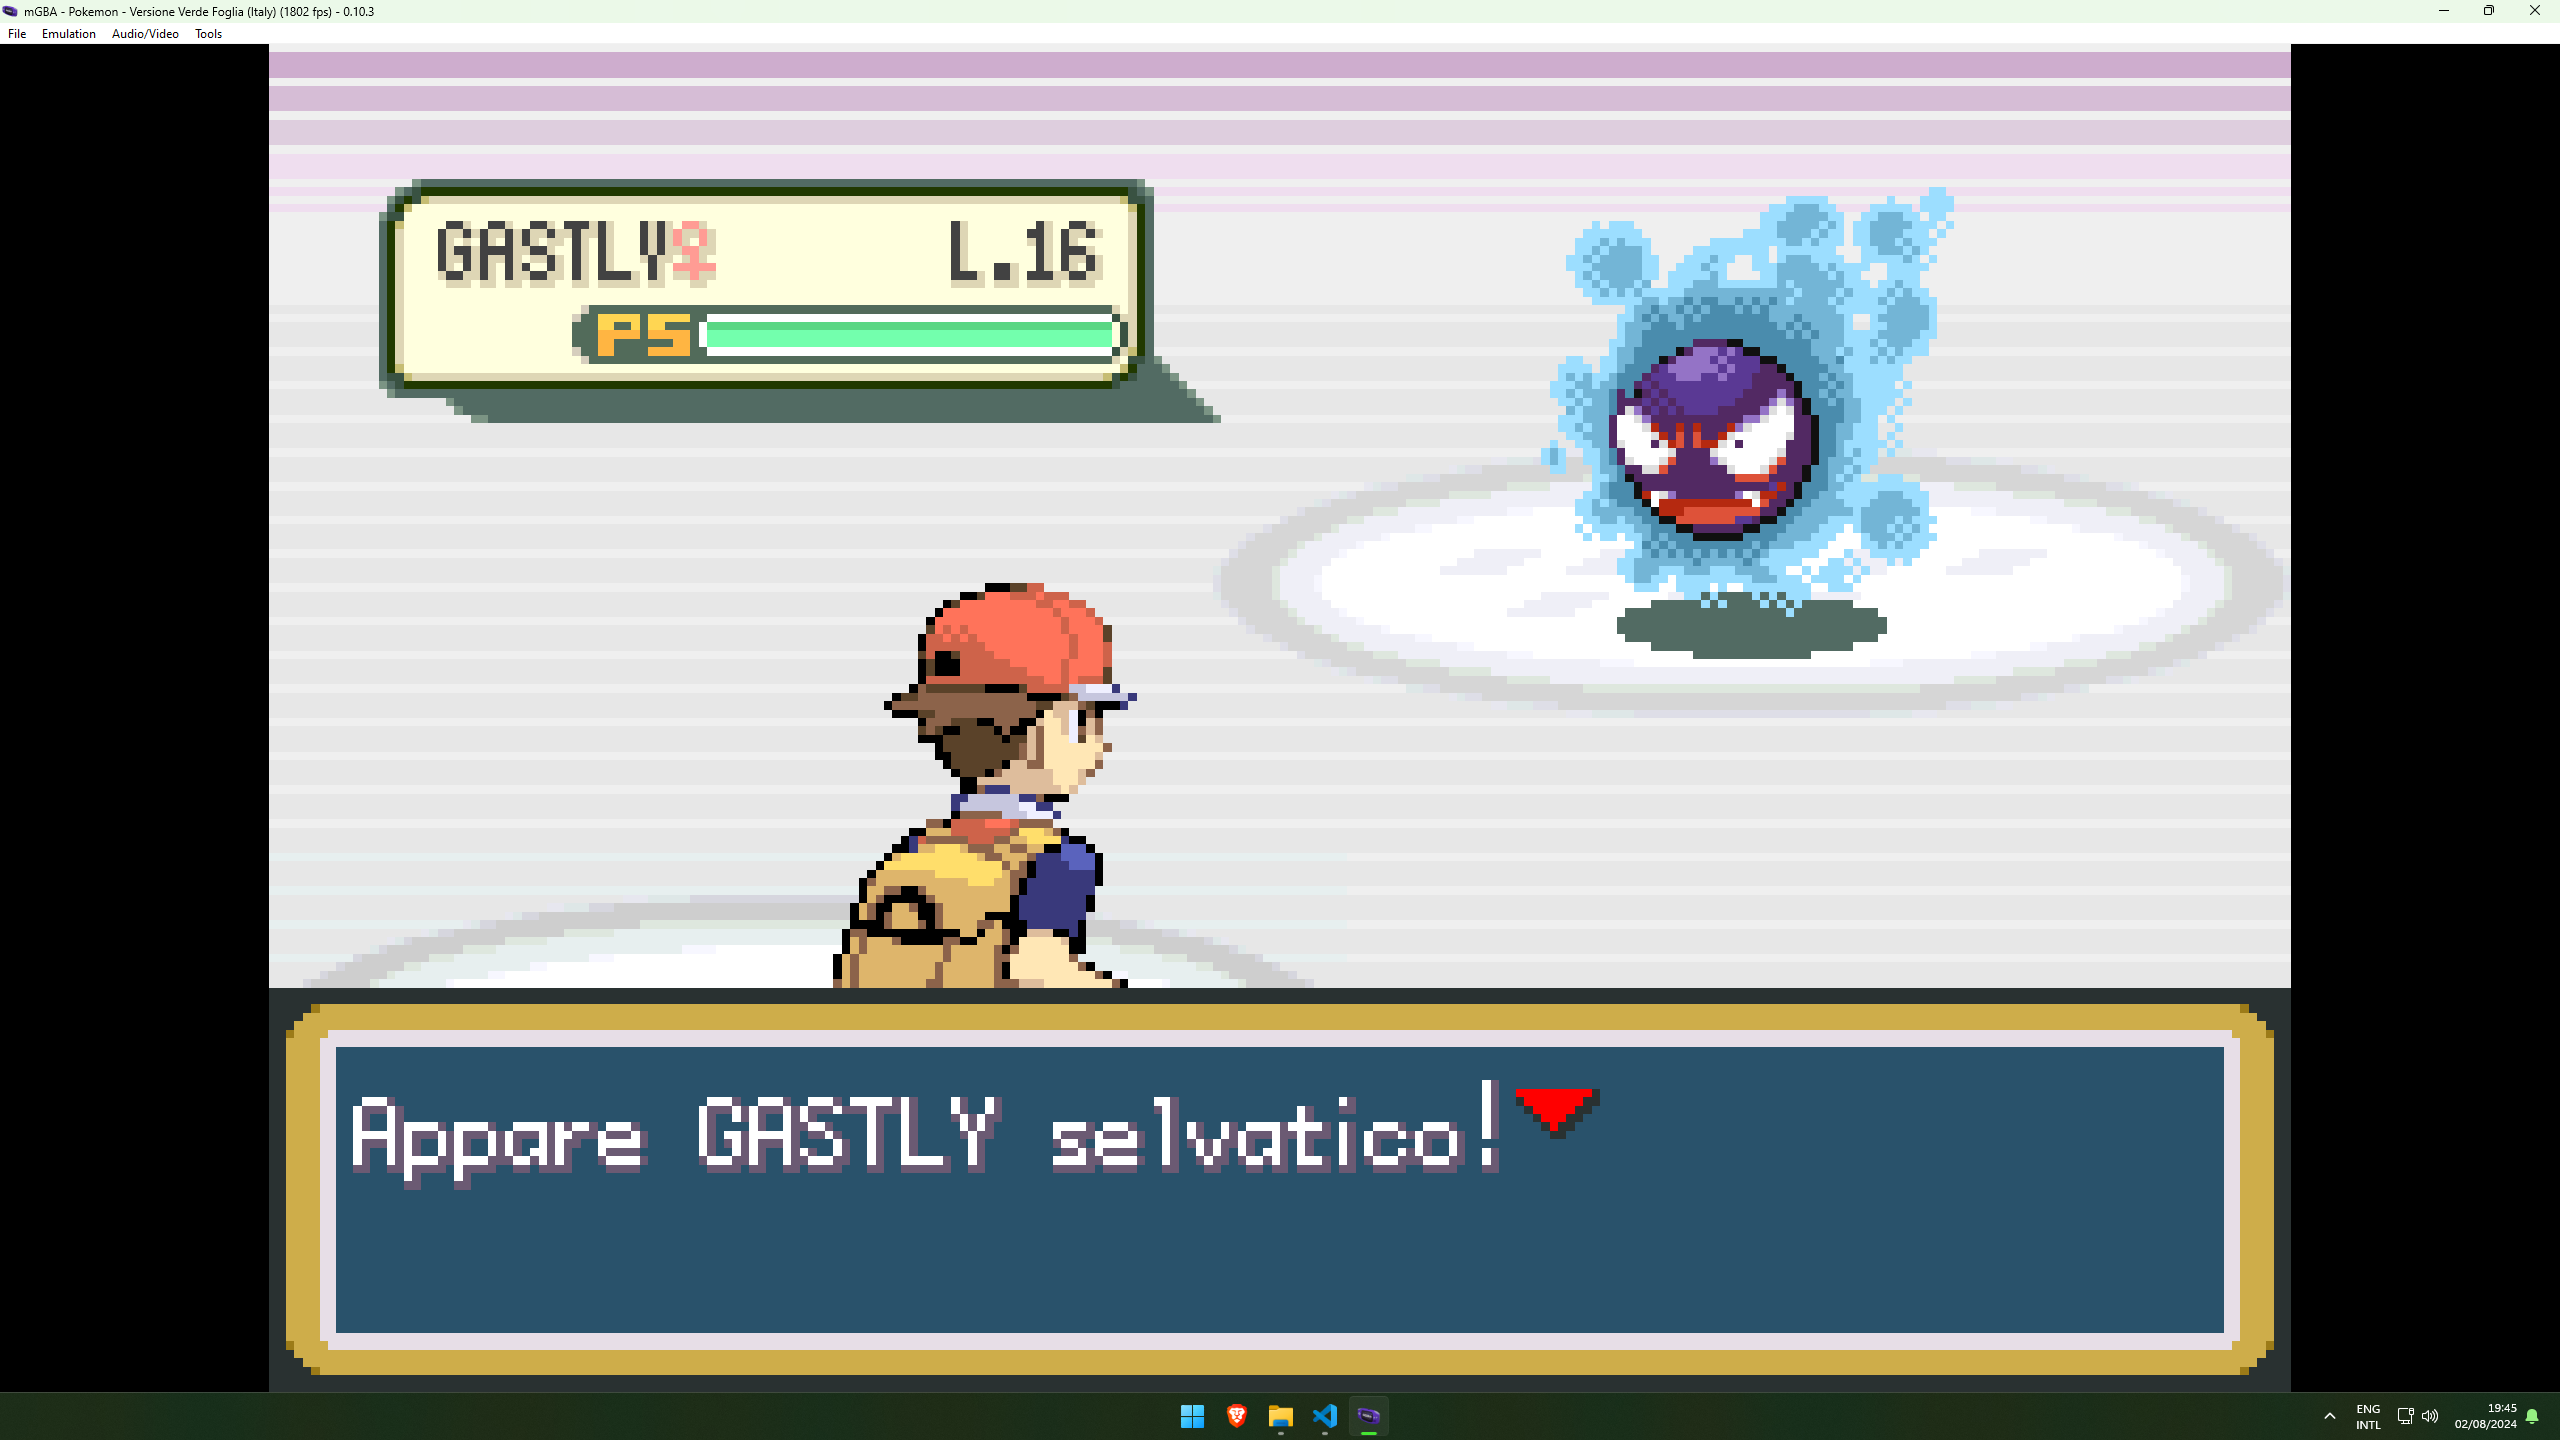 mGBA - Pokemon - Versione Verde Foglia (Italy) (1802 fps) - 0.10.3
File Emulation Audio/Video Tools
GASTLY♀ L.16
PS
Appare GASTLY selvatico!
ENG
INTL
19:45
02/08/2024